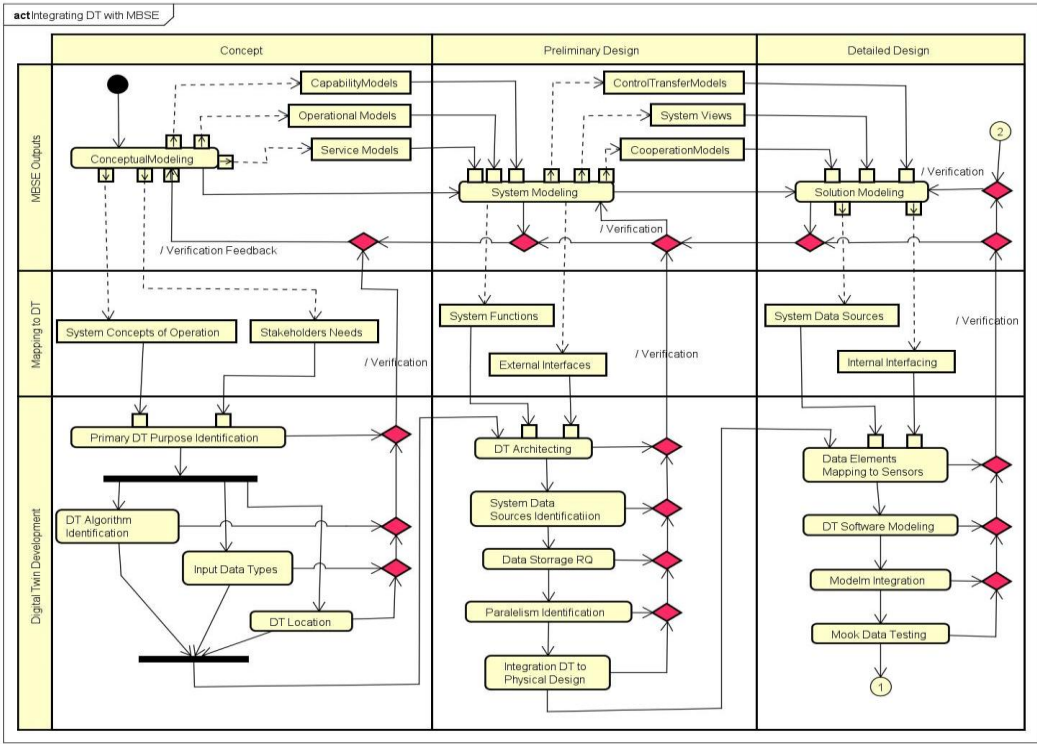 act Integrating DT with MBSE
Concept
Preliminary Design
Detailed Design
MBSE Outputs
CapabilityModels
Operational Models
Service Models
ConceptualModeling
/ Verification Feedback
ControlTransferModels
System Views
CooperationModels
System Modeling
/ Verification
2
/ Verification
Solution Modeling
Mapping to DT
System Concepts of Operation
Stakeholders Needs
/ Verification
System Functions
External Interfaces
/ Verification
System Data Sources
Internal Interfacing
/ Verification
Digital Twin Development
Primary DT Purpose Identification
DT Algorithm
Identification
Input Data Types
DT Location
DT Architecting
System Data
Sources Identificatiion
Data Storrage RQ
Paralelism Identification
Integration DT to
Physical Design
Data Elements
Mapping to Sensors
DT Software Modeling
Modelm Integration
Mook Data Testing
1